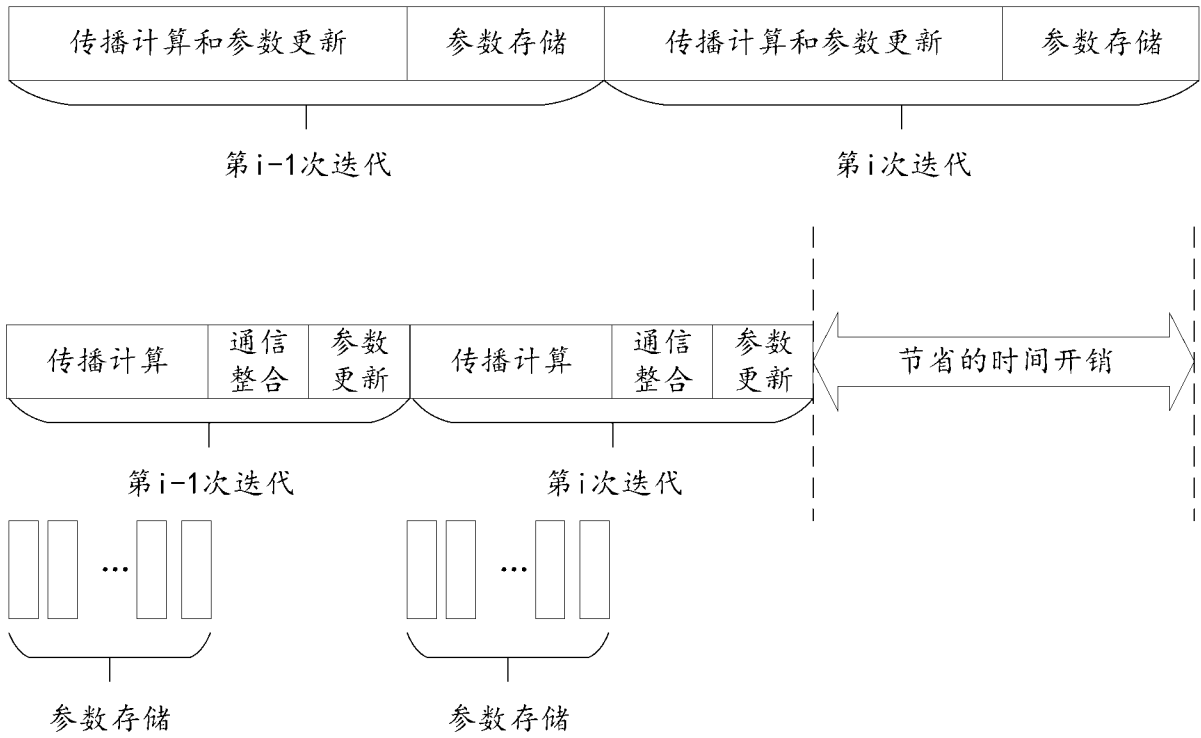 传播计算和参数更新 参数存储 传播计算和参数更新 参数存储
第i-1次迭代 第i次迭代
传播计算 通信整合 参数更新 传播计算 通信整合 参数更新 节省的时间开销
第i-1次迭代 第i次迭代
... ...
参数存储 参数存储